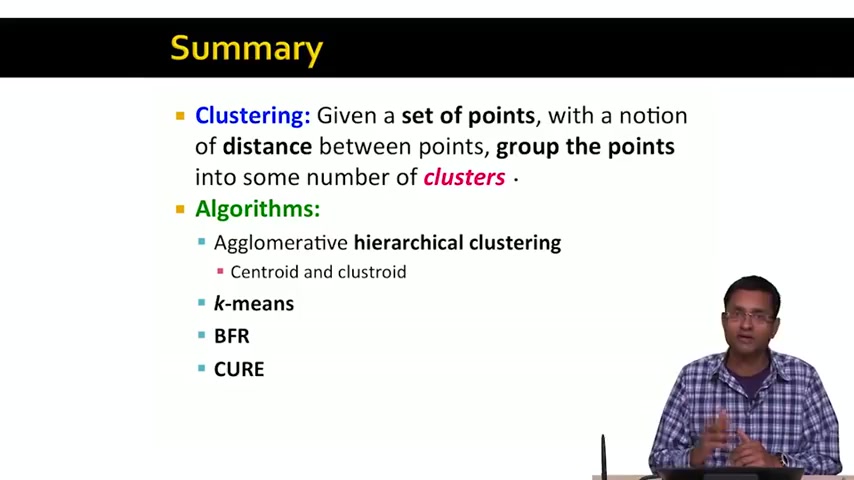 Summary
Clustering: Given a set of points, with a notion
of distance between points, group the points
into some number of clusters .
Algorithms:
Agglomerative hierarchical clustering
Centroid and clustroid
k-means
BFR
CURE